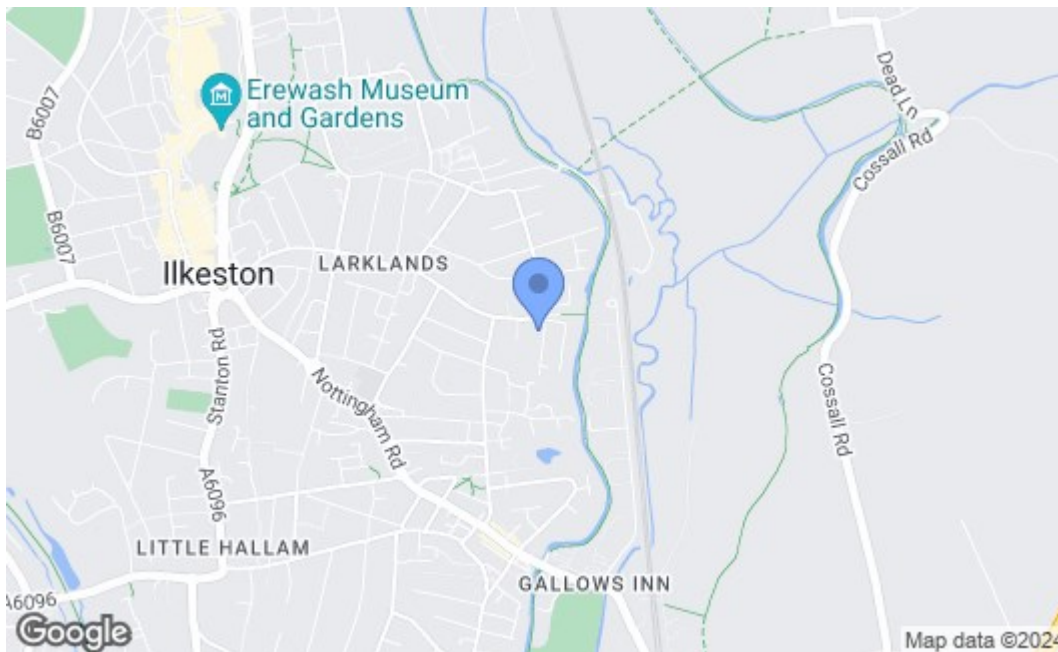 B6007
Dead Ln
Erewash Museum
and Gardens
Cossall Rd
B6007
LARKLANDS
Ilkeston
Stanton Rd
Nottingham Rd
Cossall Rd
A6096
LITTLE HALLAM
GALLOWS INN
A6096
Google
Map data ©2024